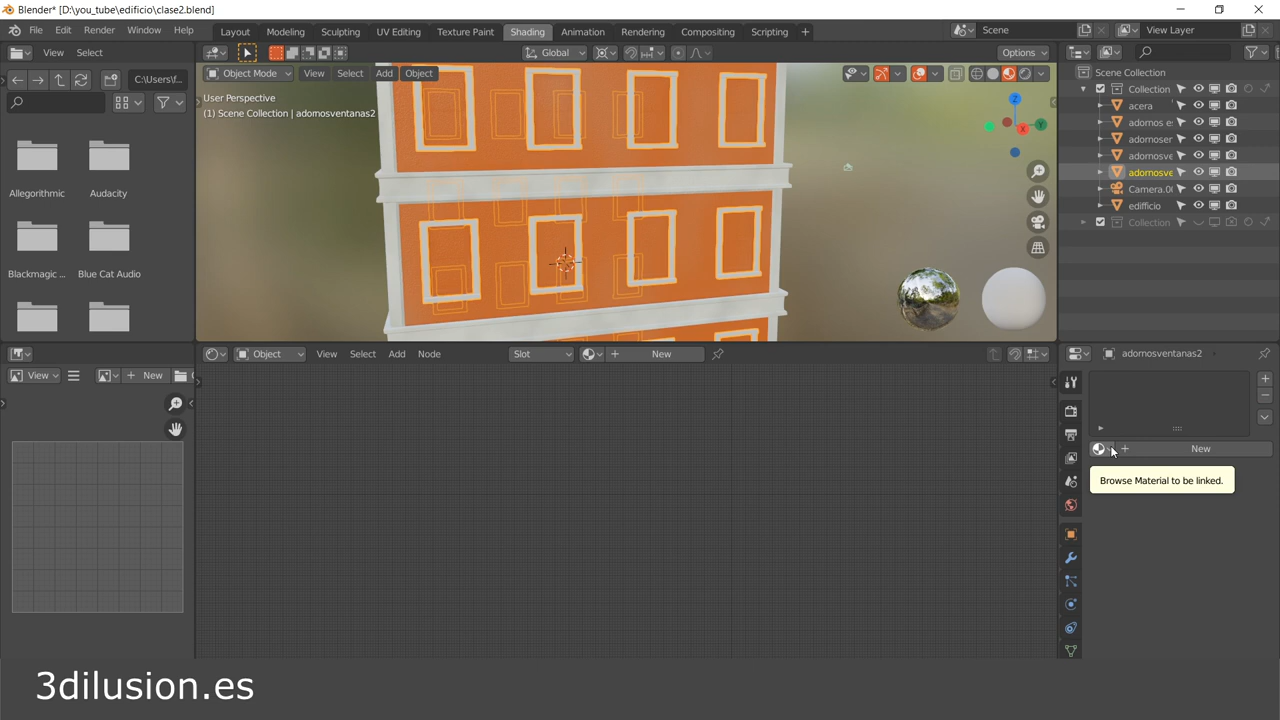 Blender* [D:\you_tube\edificio\clase2.blend]
File Edit Render Window Help Layout Modeling Sculpting UV Editing Texture Paint Shading Animation Rendering Compositing Scripting + Scene View Layer
View Select Global Options
Object Mode View Select Add Object
C:\Users\f...
User Perspective
(1) Scene Collection | adornosventanas2
Allegorithmic Audacity
Blackmagic ... Blue Cat Audio
Z
Y
X
Scene Collection
Collection
acera
adornos e
adornoser
adornosve
adornosve
Camera.0
edifficio
Collection
Object View Select Add Node Slot New
View New
adornosventanas2
New
Browse Material to be linked.
3dilusion.es